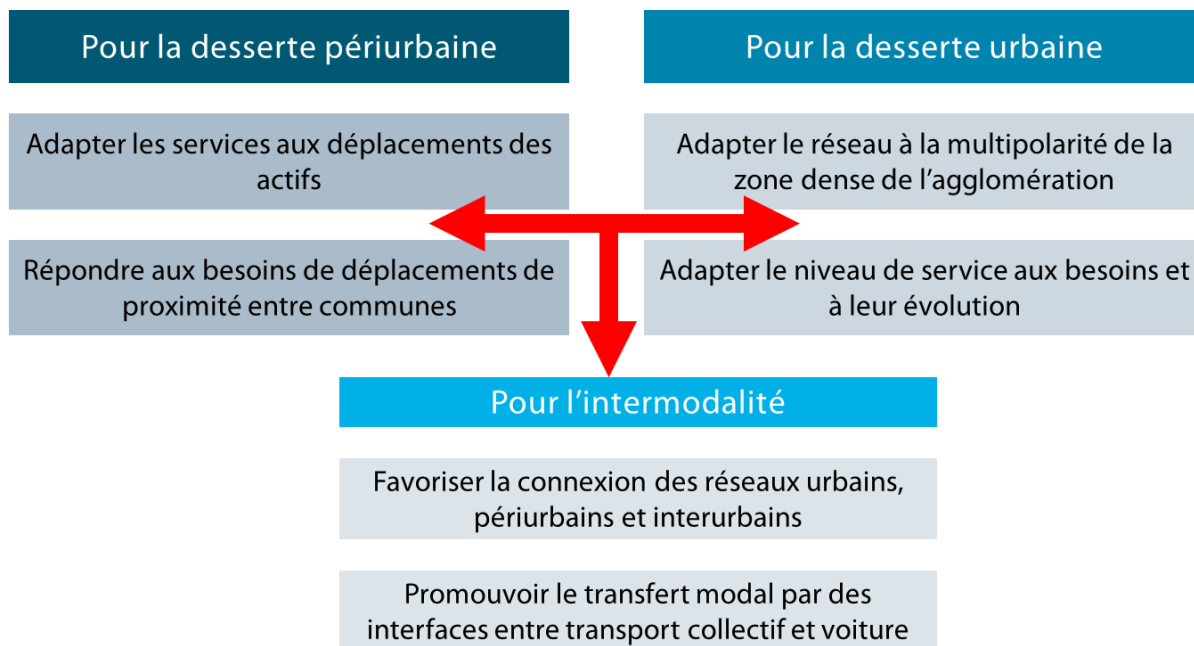 Pour la desserte périurbaine
Adapter les services aux déplacements des
actifs
Répondre aux besoins de déplacements de
proximité entre communes
Pour la desserte urbaine
Adapter le réseau à la multipolarité de la
zone dense de l’agglomération
Adapter le niveau de service aux besoins et
à leur évolution
Pour l’intermodalité
Favoriser la connexion des réseaux urbains,
périurbains et interurbains
Promouvoir le transfert modal par des
interfaces entre transport collectif et voiture